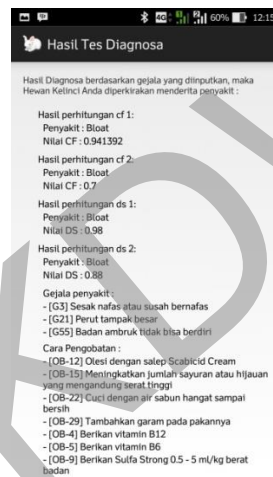 4G 60% 12:15
Hasil Tes Diagnosa
Hasil Diagnosa berdasarkan gejala yang diinputkan, maka
Hewan Kelinci Anda diperkirakan menderita penyakit :
Hasil perhitungan cf 1:
Penyakit : Bloat
Nilai CF : 0.941392
Hasil perhitungan cf 2:
Penyakit : Bloat
Nilai CF : 0.7
Hasil perhitungan ds 1:
Penyakit : Bloat
Nilai DS : 0.98
Hasil perhitungan ds 2:
Penyakit : Bloat
Nilai DS : 0.88
Gejala penyakit :
- [G3] Sesak nafas atau susah bernafas
- [G21] Perut tampak besar
- [G55] Badan ambruk tidak bisa berdiri
Cara Pengobatan :
- [OB-12] Olesi dengan salep Scabicid Cream
- [OB-15] Meningkatkan jumlah sayuran atau hijauan
yang mengandung serat tinggi
- [OB-22] Cuci dengan air sabun hangat sampai
bersih
- [OB-29] Tambahkan garam pada pakannya
- [OB-4] Berikan vitamin B12
- [OB-5] Berikan vitamin B6
- [OB-9] Berikan Sulfa Strong 0.5 - 5 ml/kg berat
badan